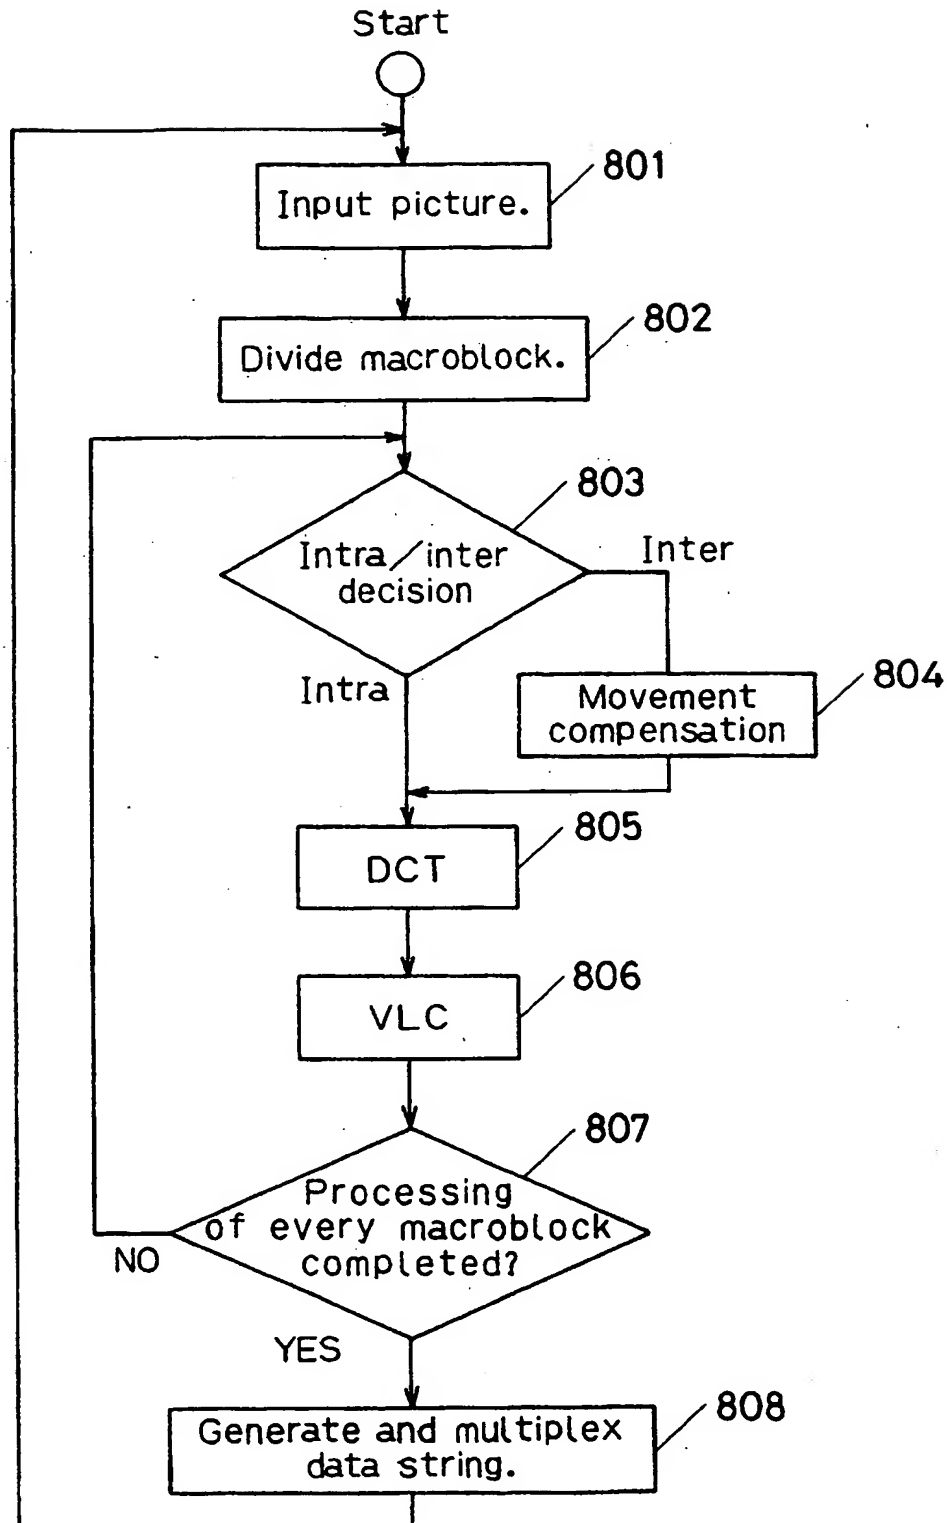 Start
801
Input picture.
802
Divide macroblock.
803
Intra/inter
decision
Inter
Intra
804
Movement
compensation
805
DCT
806
VLC
807
Processing
of every macroblock
completed?
NO
YES
808
Generate and multiplex
data string.